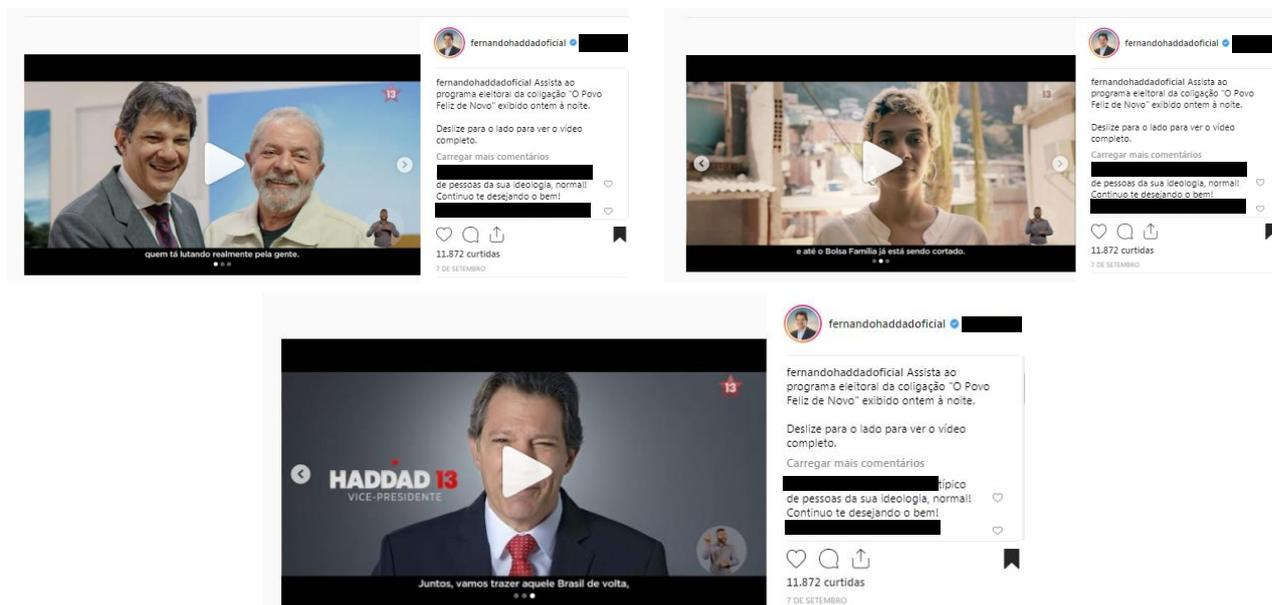 fernandohaddadoficial
fernandohaddadoficial Assista ao
programa eleitoral da coligação "O Povo
Feliz de Novo" exibido ontem à noite.
Deslize para o lado para ver o vídeo
completo.
Carregar mais comentários
de pessoas da sua ideologia, normal!
Continuo te desejando o bem!
11.872 curtidas
7 DE SETEMBRO
13
quem tá lutando realmente pela gente.
fernandohaddadoficial
fernandohaddadoficial Assista ao
programa eleitoral da coligação "O Povo
Feliz de Novo" exibido ontem à noite.
Deslize para o lado para ver o vídeo
completo.
Carregar mais comentários
de pessoas da sua ideologia, normal!
Continuo te desejando o bem!
11.872 curtidas
7 DE SETEMBRO
13
e até o Bolsa Família já está sendo cortado.
fernandohaddadoficial
fernandohaddadoficial Assista ao
programa eleitoral da coligação "O Povo
Feliz de Novo" exibido ontem à noite.
Deslize para o lado para ver o vídeo
completo.
Carregar mais comentários
típico
de pessoas da sua ideologia, normal!
Continuo te desejando o bem!
11.872 curtidas
7 DE SETEMBRO
13
HADDAD 13
VICE-PRESIDENTE
Juntos, vamos trazer aquele Brasil de volta,